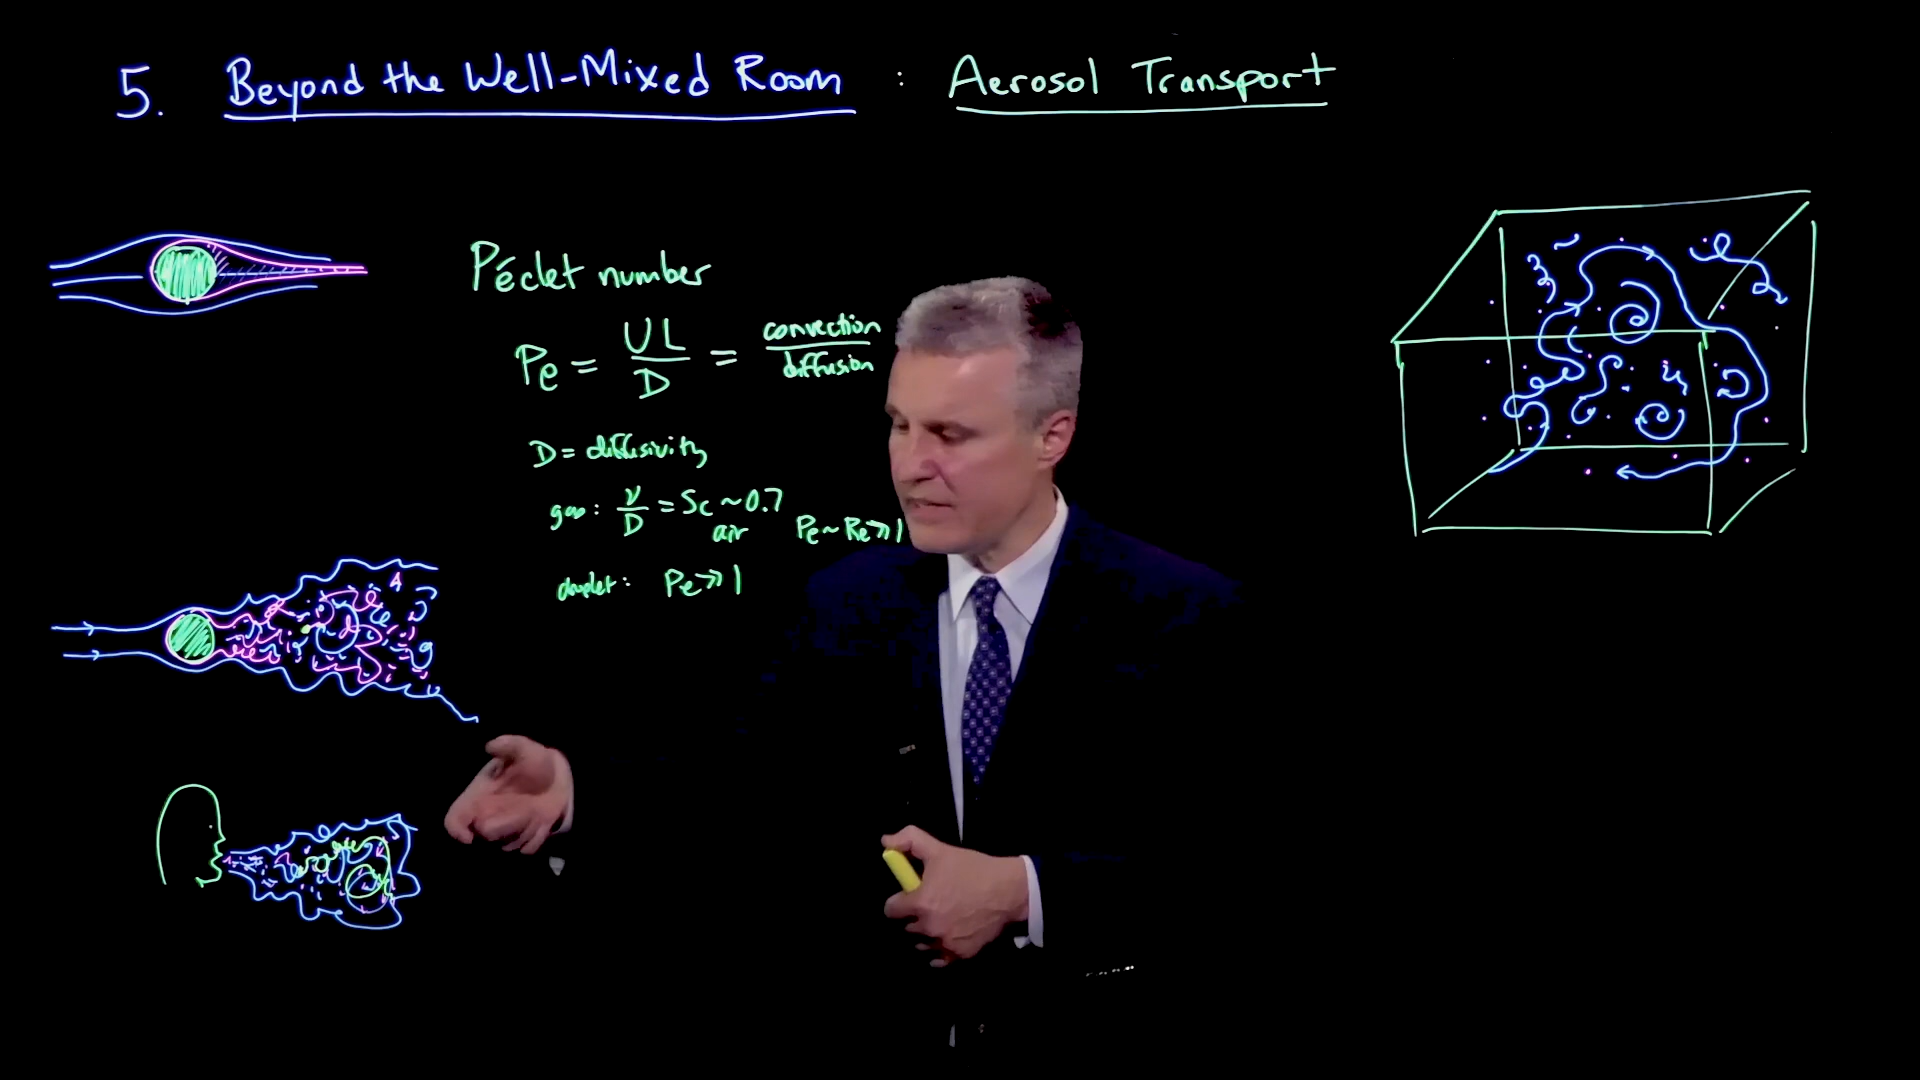 5. Beyond the Well-Mixed Room : Aerosol Transport
Péclet number
Pe = UL/D = convection/diffusion
D = diffusivity
gas: ν/D = Sc ~ 0.7
air Pe ~ Re ≫ 1
droplet: Pe ≫ 1